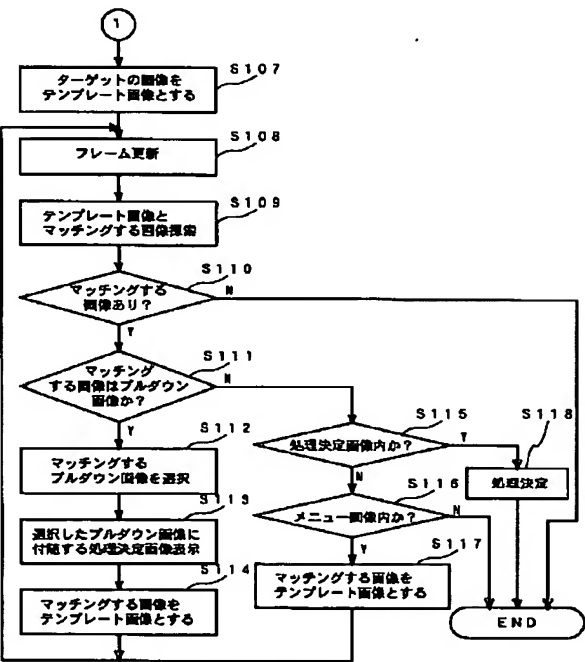 1
S107
ターゲットの画像を
テンプレート画像とする
S108
フレーム更新
S109
テンプレート画像と
マッチングする画像探索
S110
マッチングする
画像あり？
N
Y
S111
マッチング
する画像はプルダウン
画像か？
N
Y
S112
マッチングする
プルダウン画像を選択
S113
選択したプルダウン画像に
付随する処理決定画像表示
S114
マッチングする画像を
テンプレート画像とする
S115
処理決定画像内か？
Y
N
S118
処理決定
S116
メニュー画像内か？
N
Y
S117
マッチングする画像を
テンプレート画像とする
END